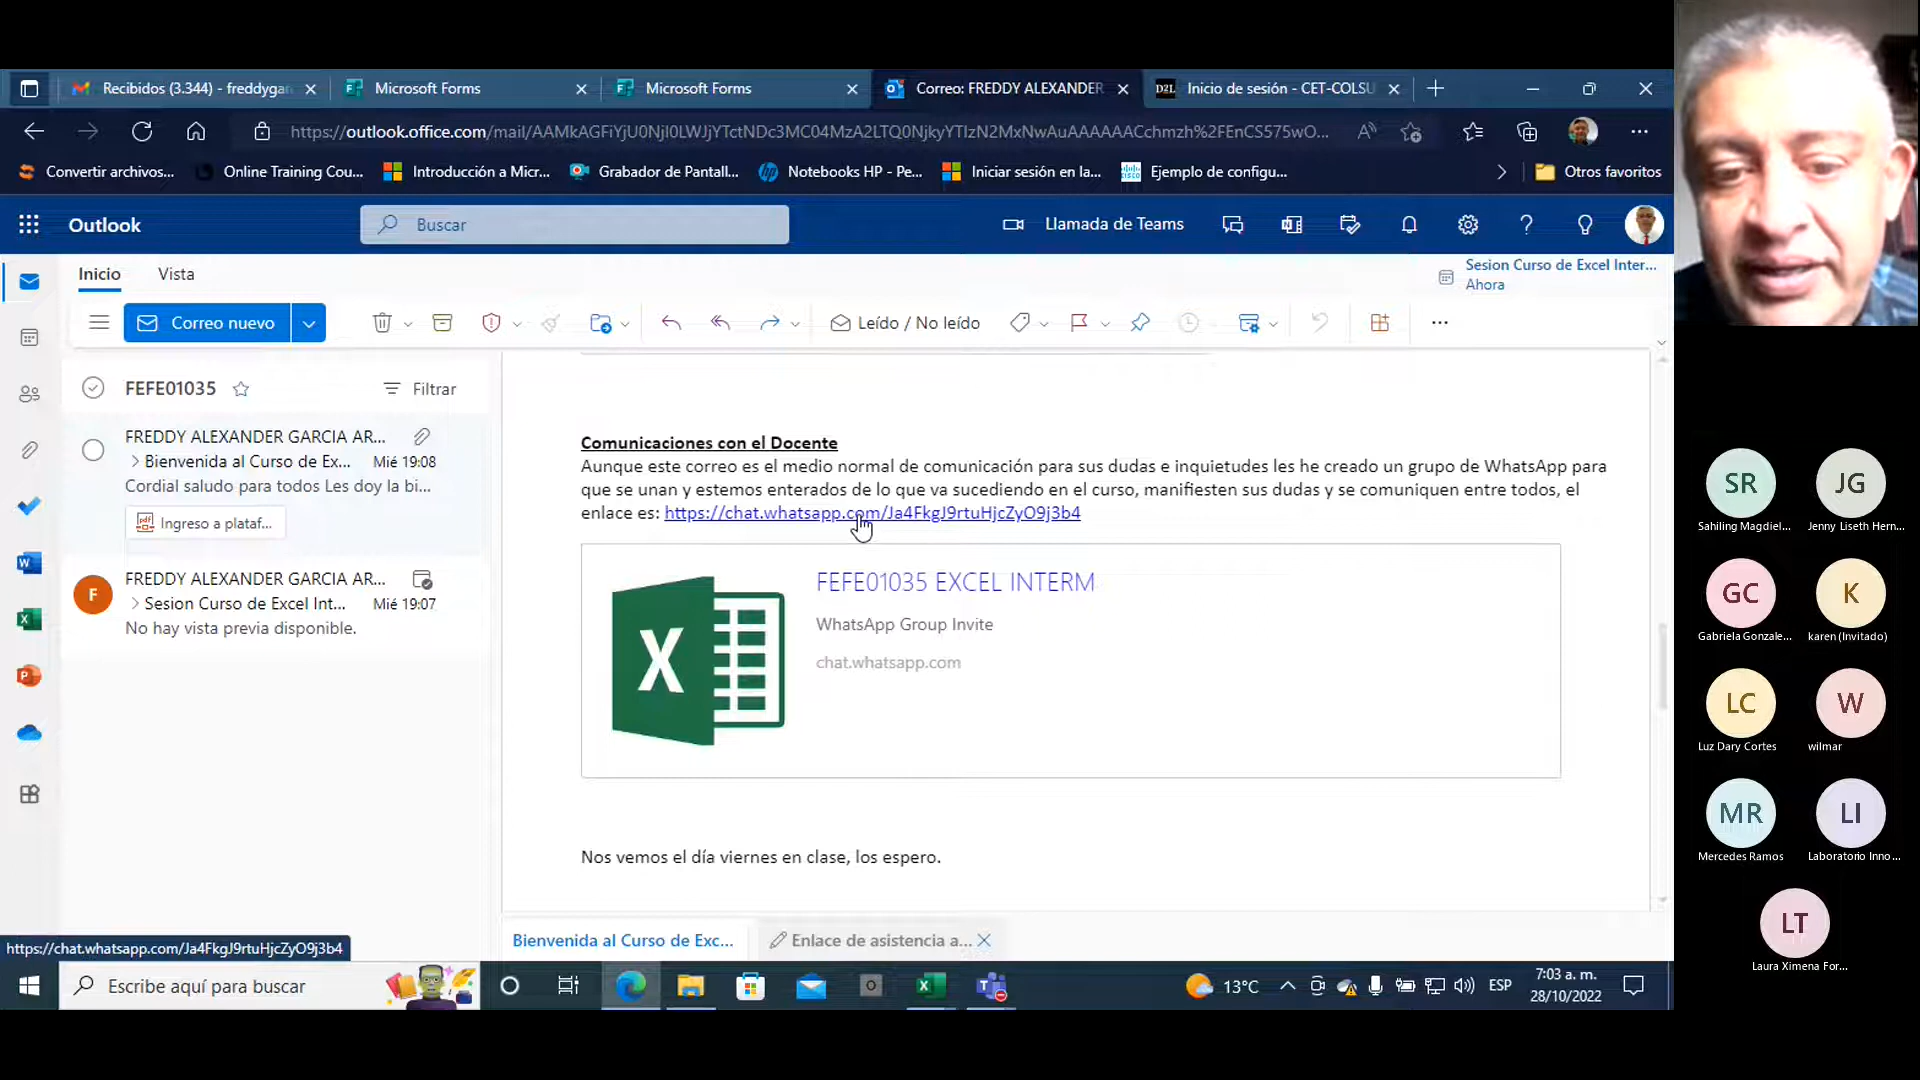 Recibidos (3.344) - freddygar
Microsoft Forms
Microsoft Forms
Correo: FREDDY ALEXANDER
D2L
Inicio de sesión - CET-COLSU
https://outlook.office.com/mail/AAMkAGFiYjU0NjI0LWJjYTctNDc3MC04MzA2LTQ0NjkyYTIzN2MxNwAuAAAAAACchmzh%2FEnCS575wO...
Convertir archivos...
Online Training Cou...
Introducción a Micr...
Grabador de Pantall...
Notebooks HP - Pe...
Iniciar sesión en la...
Ejemplo de configu...
Otros favoritos
Outlook
Buscar
Llamada de Teams
Inicio
Vista
Sesion Curso de Excel Inter...
Ahora
Correo nuevo
Leído / No leído
FEFE01035
Filtrar
FREDDY ALEXANDER GARCIA AR...
Bienvenida al Curso de Ex...
Mié 19:08
Cordial saludo para todos Les doy la bi...
Ingreso a plataf...
F
FREDDY ALEXANDER GARCIA AR...
Sesion Curso de Excel Int...
Mié 19:07
No hay vista previa disponible.
Comunicaciones con el Docente
Aunque este correo es el medio normal de comunicación para sus dudas e inquietudes les he creado un grupo de WhatsApp para
que se unan y estemos enterados de lo que va sucediendo en el curso, manifiesten sus dudas y se comuniquen entre todos, el
enlace es: https://chat.whatsapp.com/Ja4FkgJ9rtuHjcZyO9j3b4
X
FEFE01035 EXCEL INTERM
WhatsApp Group Invite
chat.whatsapp.com
Nos vemos el día viernes en clase, los espero.
Bienvenida al Curso de Exc...
Enlace de asistencia a...
https://chat.whatsapp.com/Ja4FkgJ9rtuHjcZyO9j3b4
Escribe aquí para buscar
13°C
ESP
7:03 a. m.
28/10/2022
SR
Sahiling Magdiel...
JG
Jenny Liseth Hern...
GC
Gabriela Gonzale...
K
karen (Invitado)
LC
Luz Dary Cortes
W
wilmar
MR
Mercedes Ramos
LI
Laboratorio Inno...
LT
Laura Ximena For...